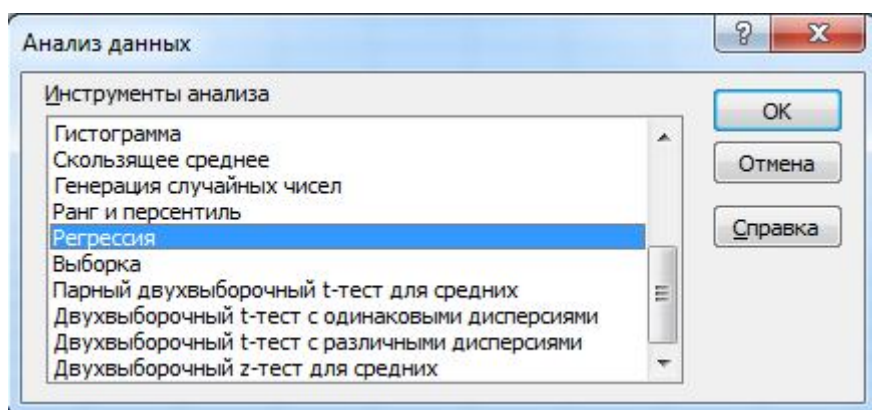 Анализ данных
?
Инструменты анализа
Гистограмма
Скользящее среднее
Генерация случайных чисел
Ранг и персентиль
Регрессия
Выборка
Парный двухвыборочный t-тест для средних
Двухвыборочный t-тест с одинаковыми дисперсиями
Двухвыборочный t-тест с различными дисперсиями
Двухвыборочный z-тест для средних
OK
Отмена
Справка